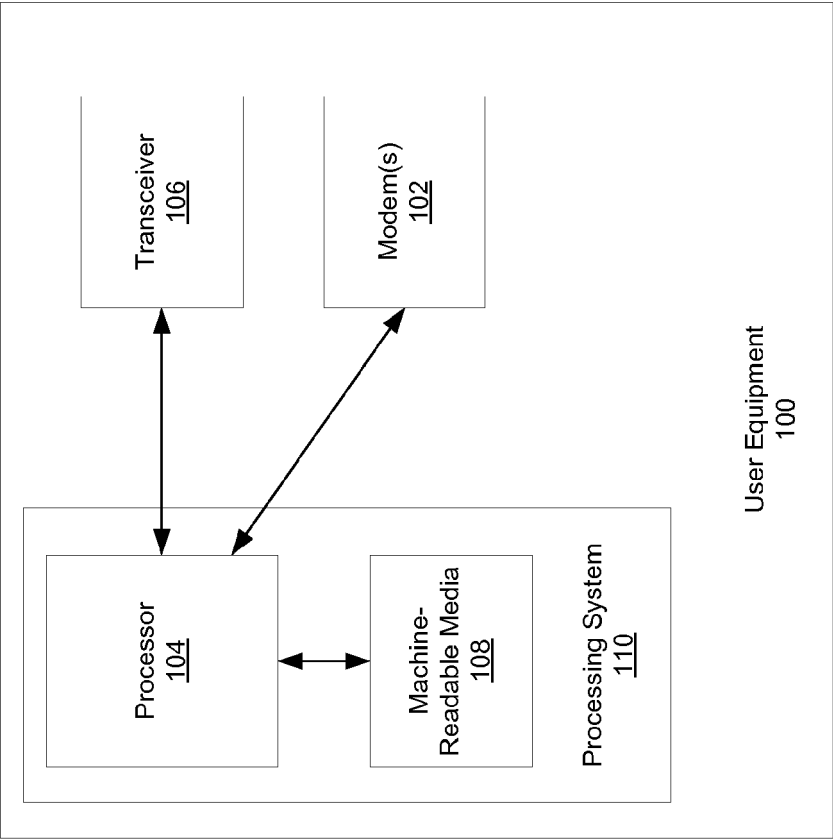 Processor
104
Machine-
Readable Media
108
Processing System
110
Transceiver
106
Modem(s)
102
User Equipment
100